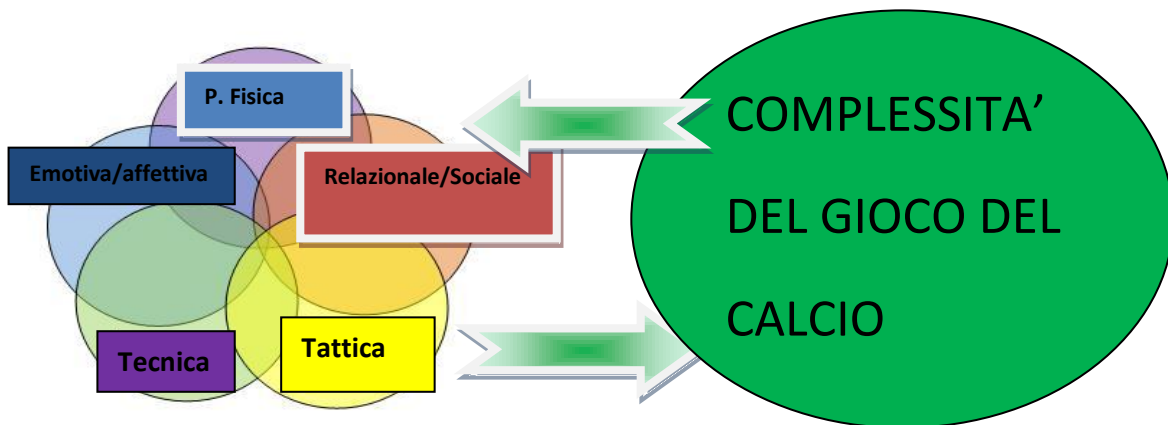 P. Fisica
Emotiva/affettiva
Relazionale/Sociale
Tecnica
Tattica
COMPLESSITA’
DEL GIOCO DEL
CALCIO